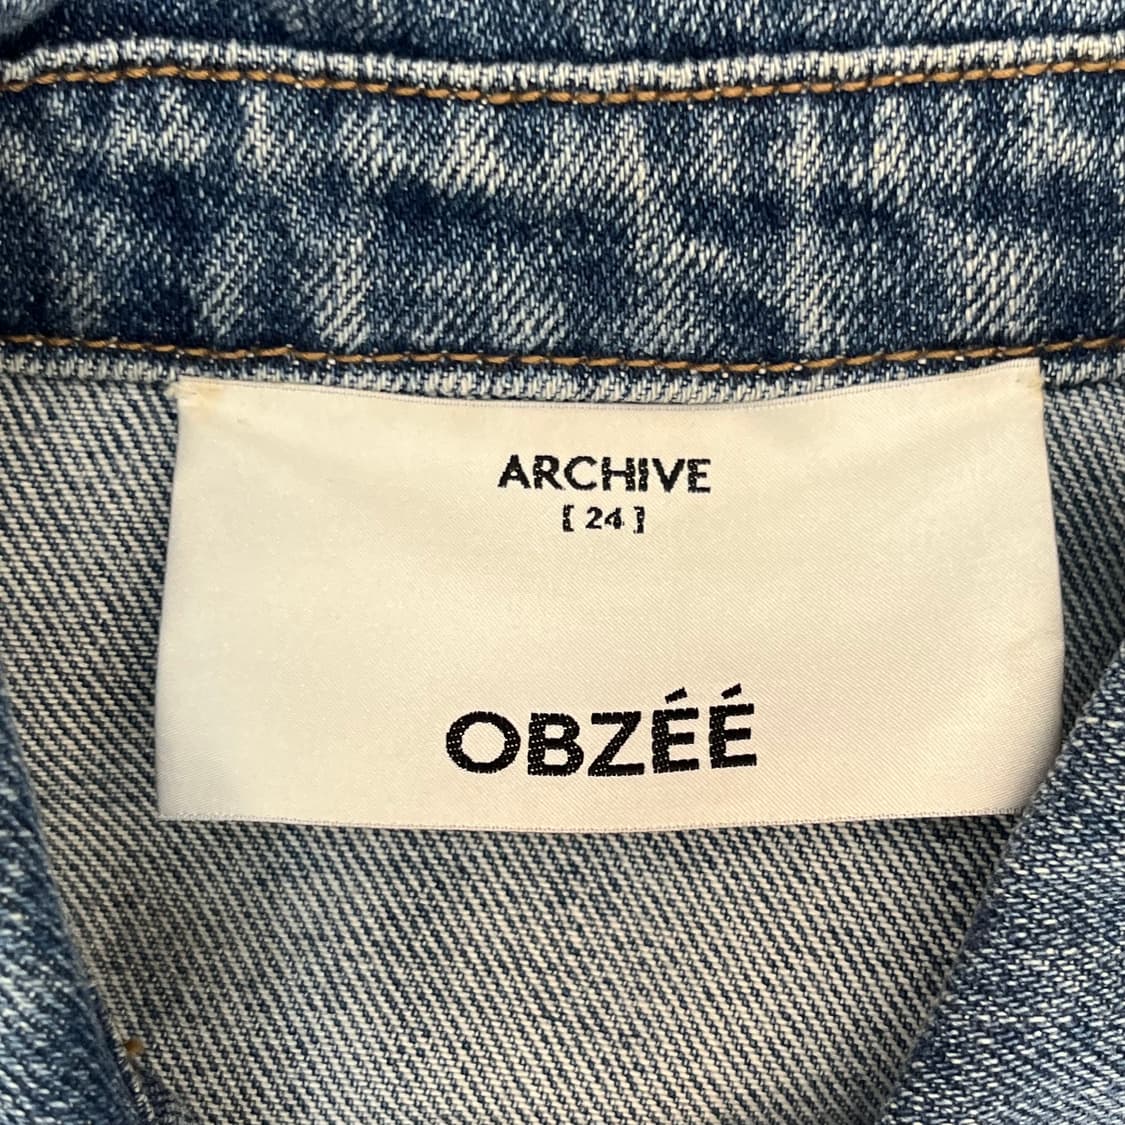 ARCHIVE
[ 24 ]
OBZÉÉ